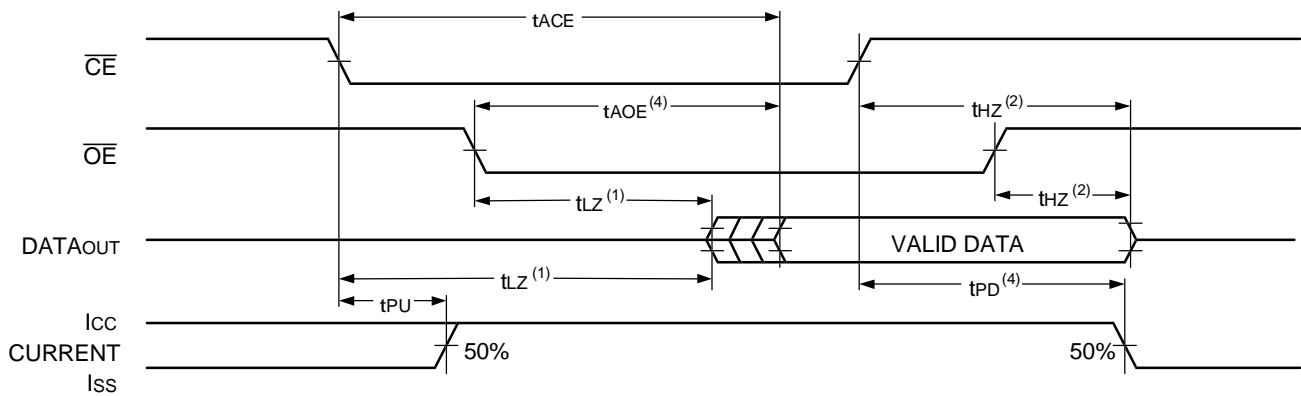 tACE
CE
tAOE (4)
tHZ (2)
OE
tLZ (1)
tHZ (2)
DATAOUT
VALID DATA
tLZ (1)
tPD (4)
tPU
ICC
CURRENT
50%
50%
ISS